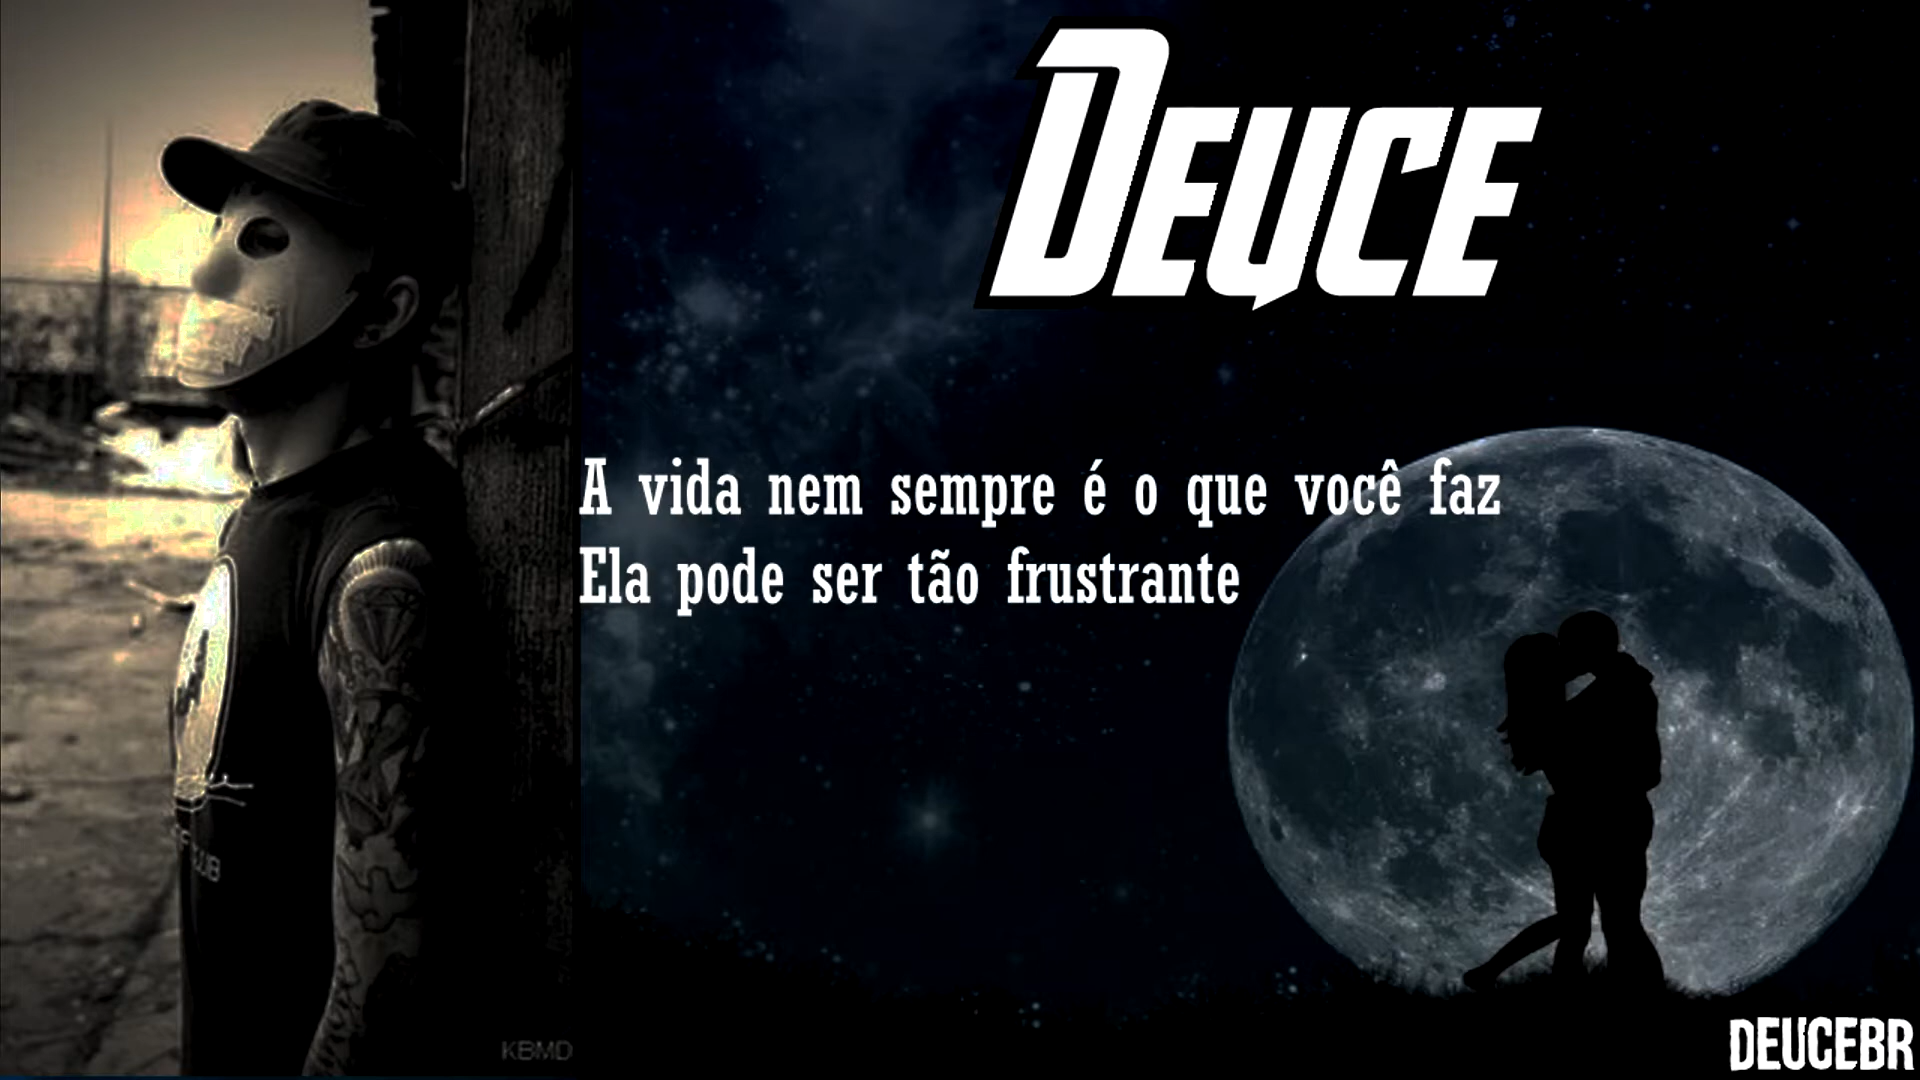 DEUCE
A vida nem sempre é o que você faz
Ela pode ser tão frustrante
KBMD
DEUCEBR